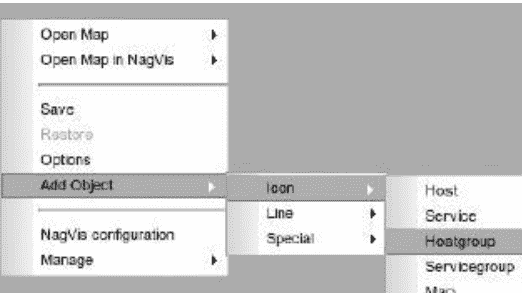 Open Map
Open Map in NagVis
Save
Restore
Options
Add Object
NagVis configuration
Manage
Icon
Line
Special
Host
Service
Hostgroup
Servicegroup
Map